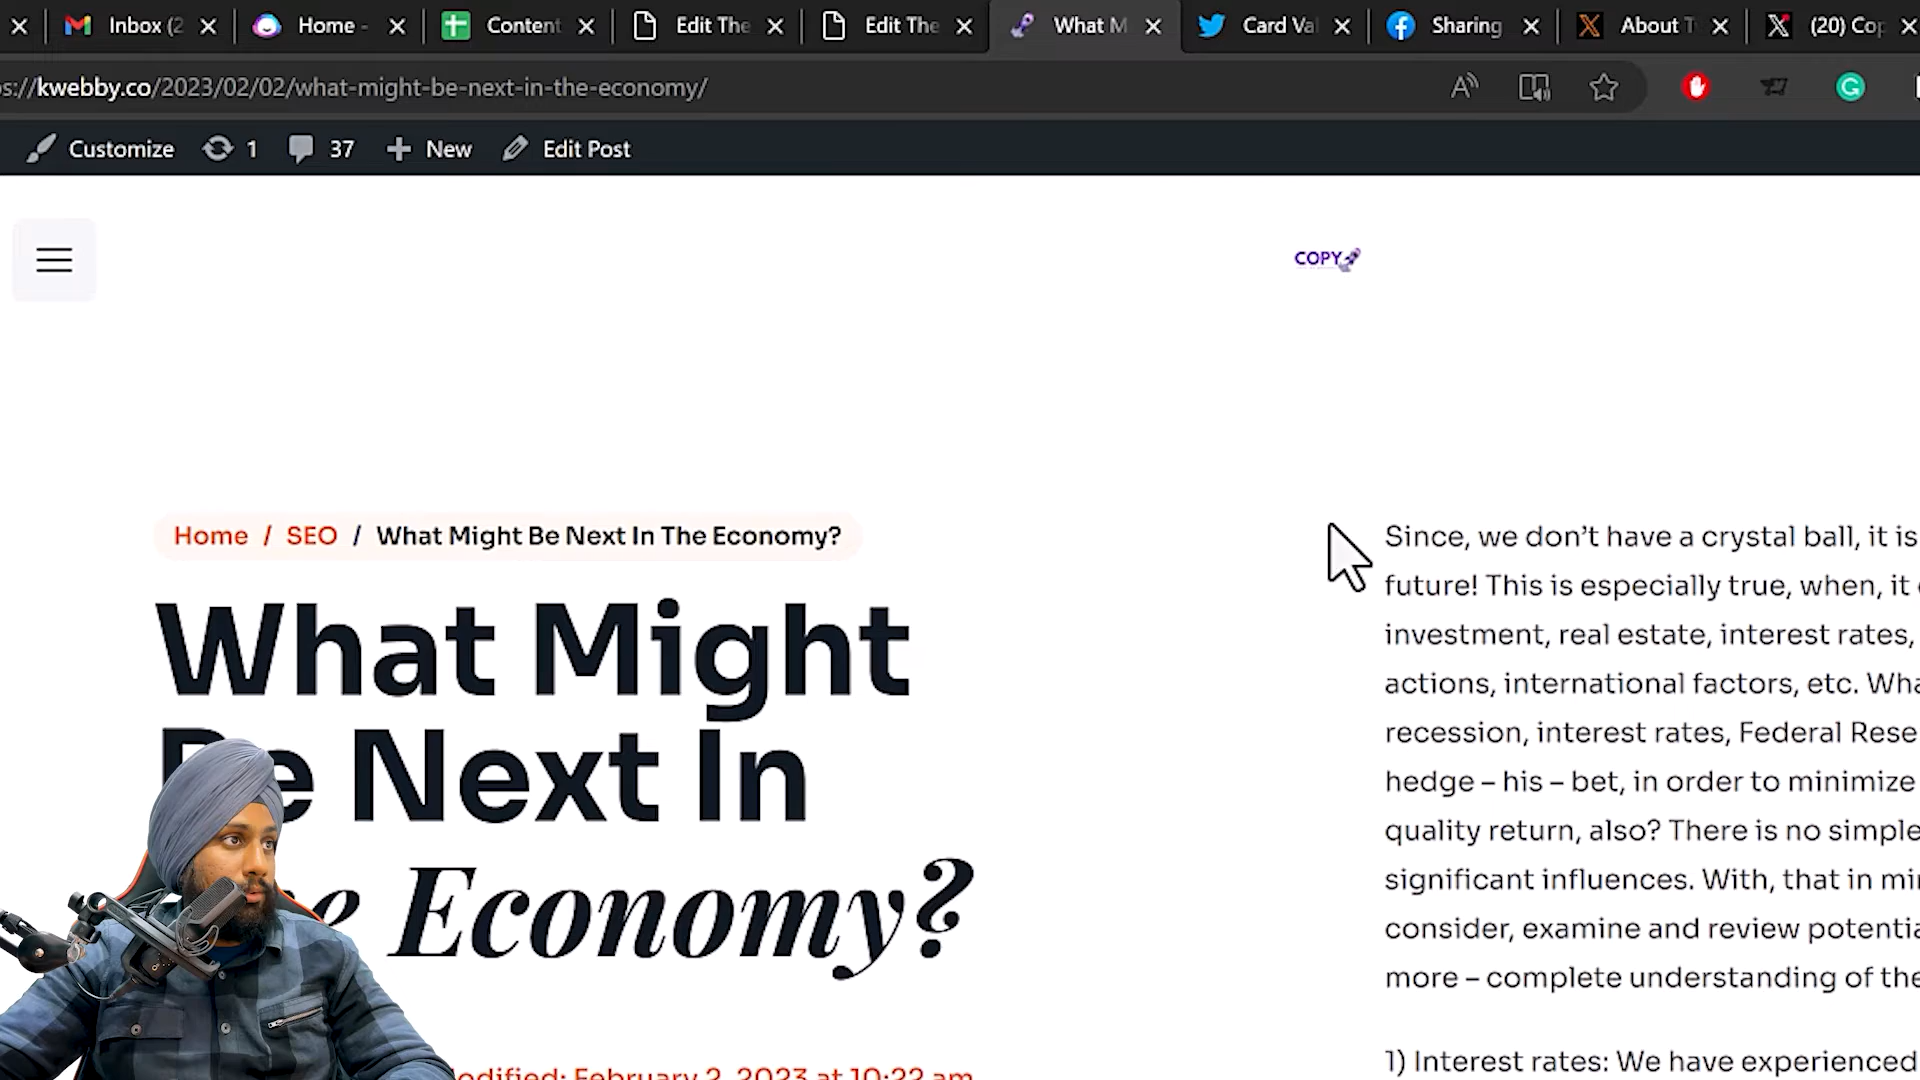 Inbox (2
Home -
Content
Edit The
Edit The
What M
Card Val
Sharing
About T
(20) Cop
s://kwebby.co/2023/02/02/what-might-be-next-in-the-economy/
Customize 1 37 New Edit Post
COPY
Home / SEO / What Might Be Next In The Economy?
What Might
Be Next In
e Economy?
odified: February 2, 2023 at 10:22 am
Since, we don’t have a crystal ball, it is
future! This is especially true, when, it
investment, real estate, interest rates,
actions, international factors, etc. Wha
recession, interest rates, Federal Rese
hedge – his – bet, in order to minimize
quality return, also? There is no simple
significant influences. With, that in min
consider, examine and review potentia
more – complete understanding of the
1) Interest rates: We have experienced